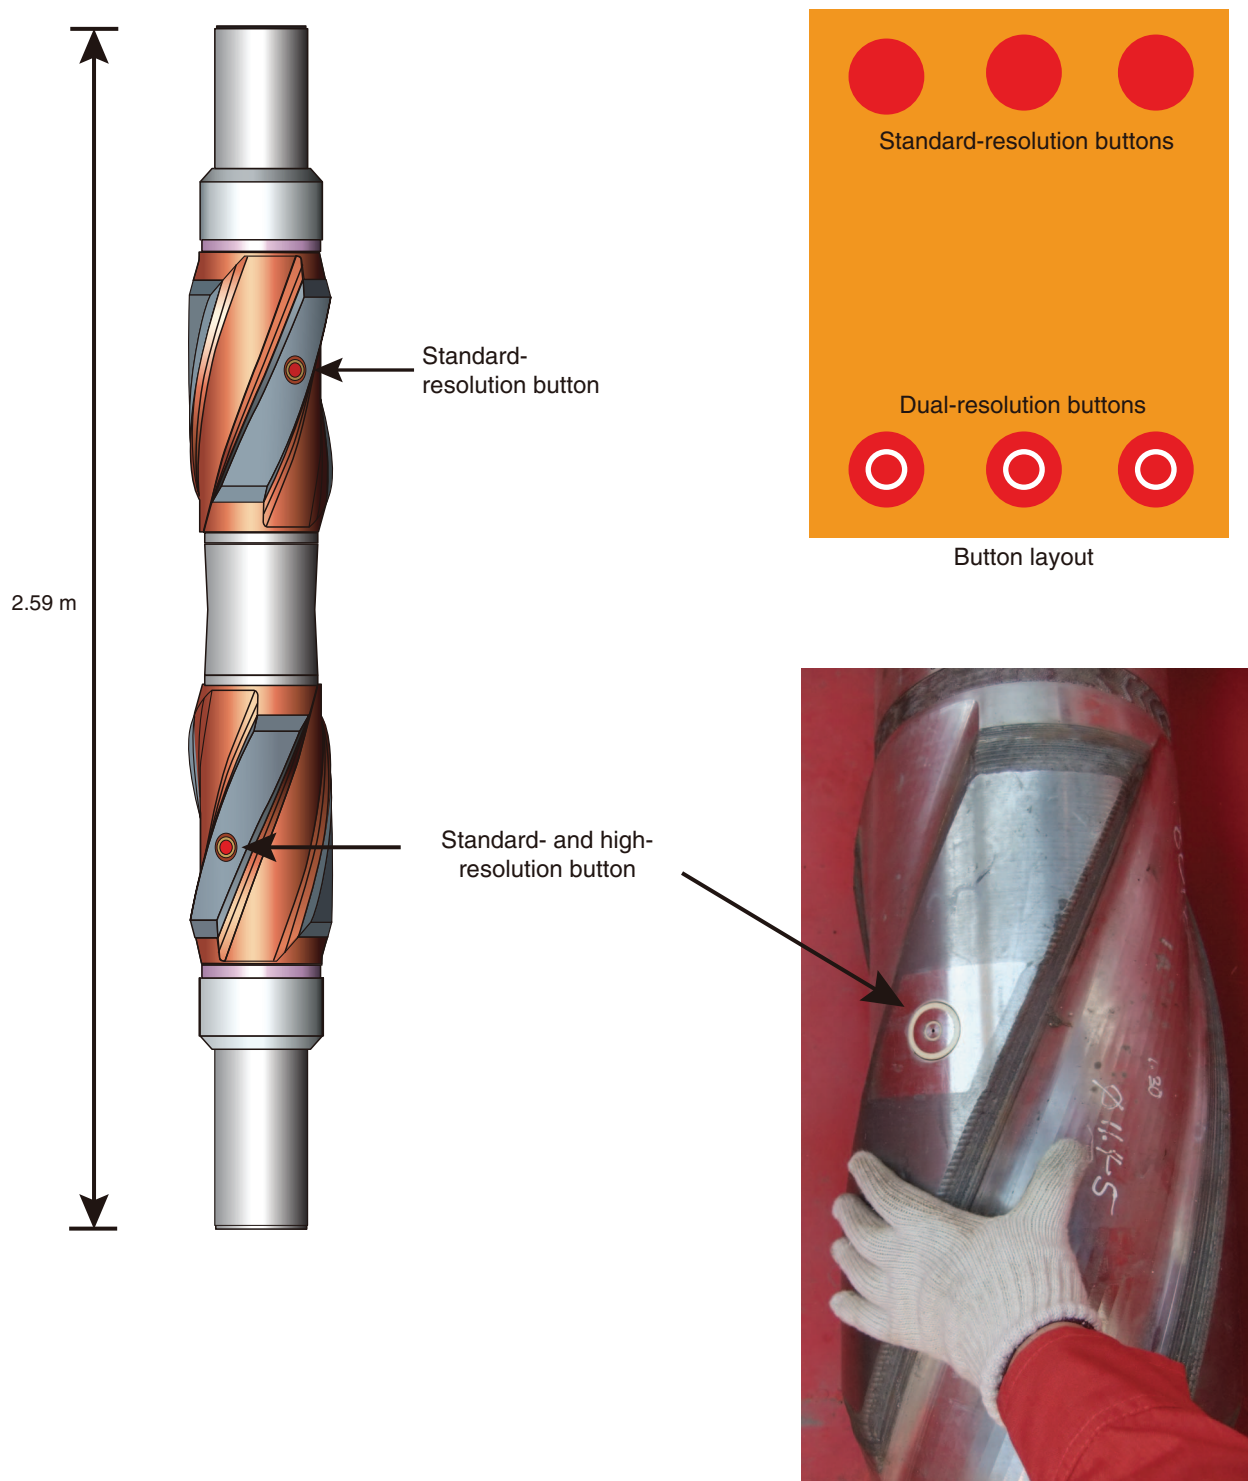 Standard-resolution buttons
Standard-
resolution button
Dual-resolution buttons
Button layout
2.59 m
Standard- and high-
resolution button